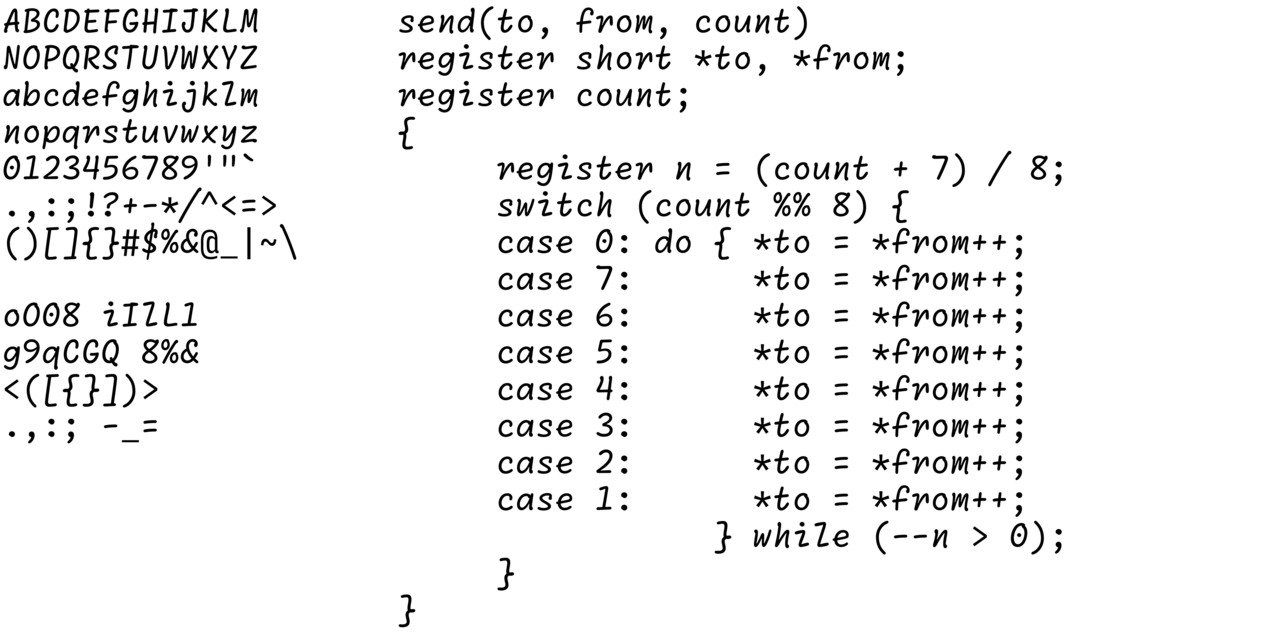 ABCDEFGHIJKLM
NOPQRSTUVWXYZ
abcdefghijklm
nopqrstuvwxyz
0123456789'"`
.,:;!?+-*/^<=>
()[]{}#$%&@_|~\
oO08 iIlL1
g9qCGQ 8%&
<([{}])>
.,:; -_=
send(to, from, count)
register short *to, *from;
register count;
{
    register n = (count + 7) / 8;
    switch (count %% 8) {
    case 0: do { *to = *from++;
    case 7:      *to = *from++;
    case 6:      *to = *from++;
    case 5:      *to = *from++;
    case 4:      *to = *from++;
    case 3:      *to = *from++;
    case 2:      *to = *from++;
    case 1:      *to = *from++;
               } while (--n > 0);
    }
}